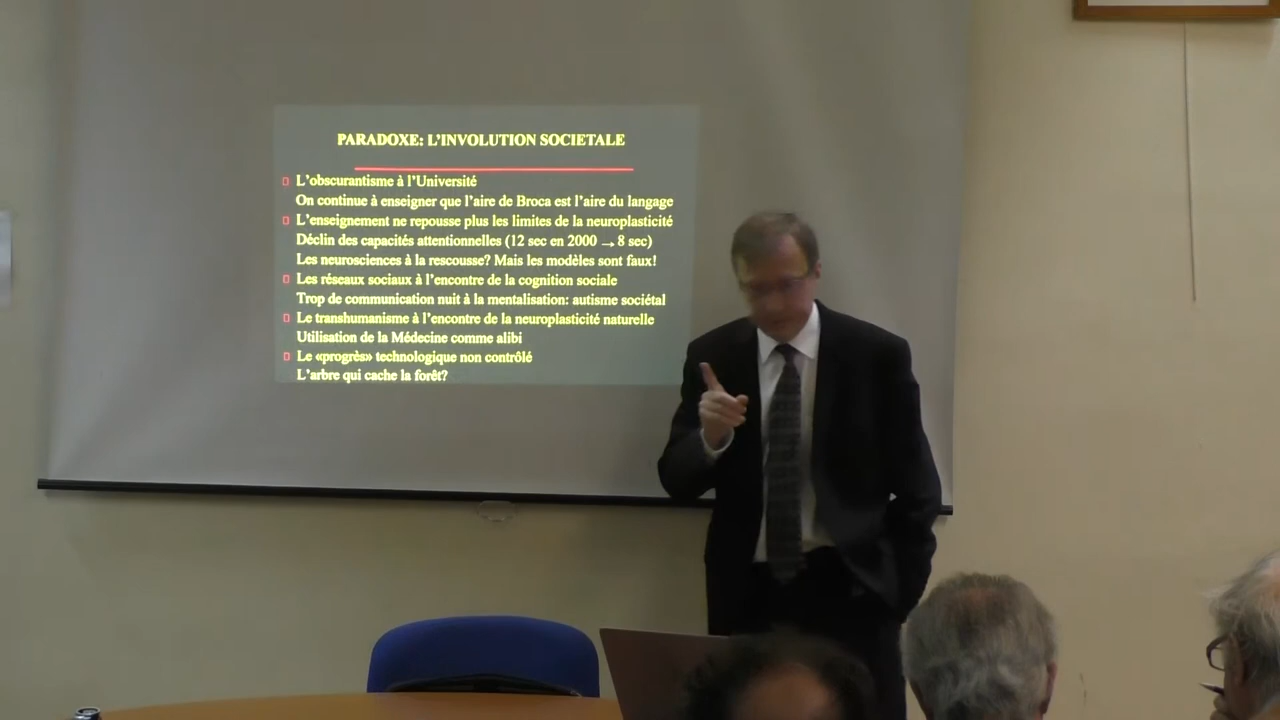 PARADOXE: L'INVOLUTION SOCIETALE
L'obscurantisme à l'Université
On continue à enseigner que l'aire de Broca est l'aire du langage
L'enseignement ne repousse plus les limites de la neuroplasticité
Déclin des capacités attentionnelles (12 sec en 2000 → 8 sec)
Les neurosciences à la rescousse? Mais les modèles sont faux!
Les réseaux sociaux à l'encontre de la cognition sociale
Trop de communication nuit à la mentalisation: autisme sociétal
Le transhumanisme à l'encontre de la neuroplasticité naturelle
Utilisation de la Médecine comme alibi
Le «progrès» technologique non contrôlé
L'arbre qui cache la forêt?